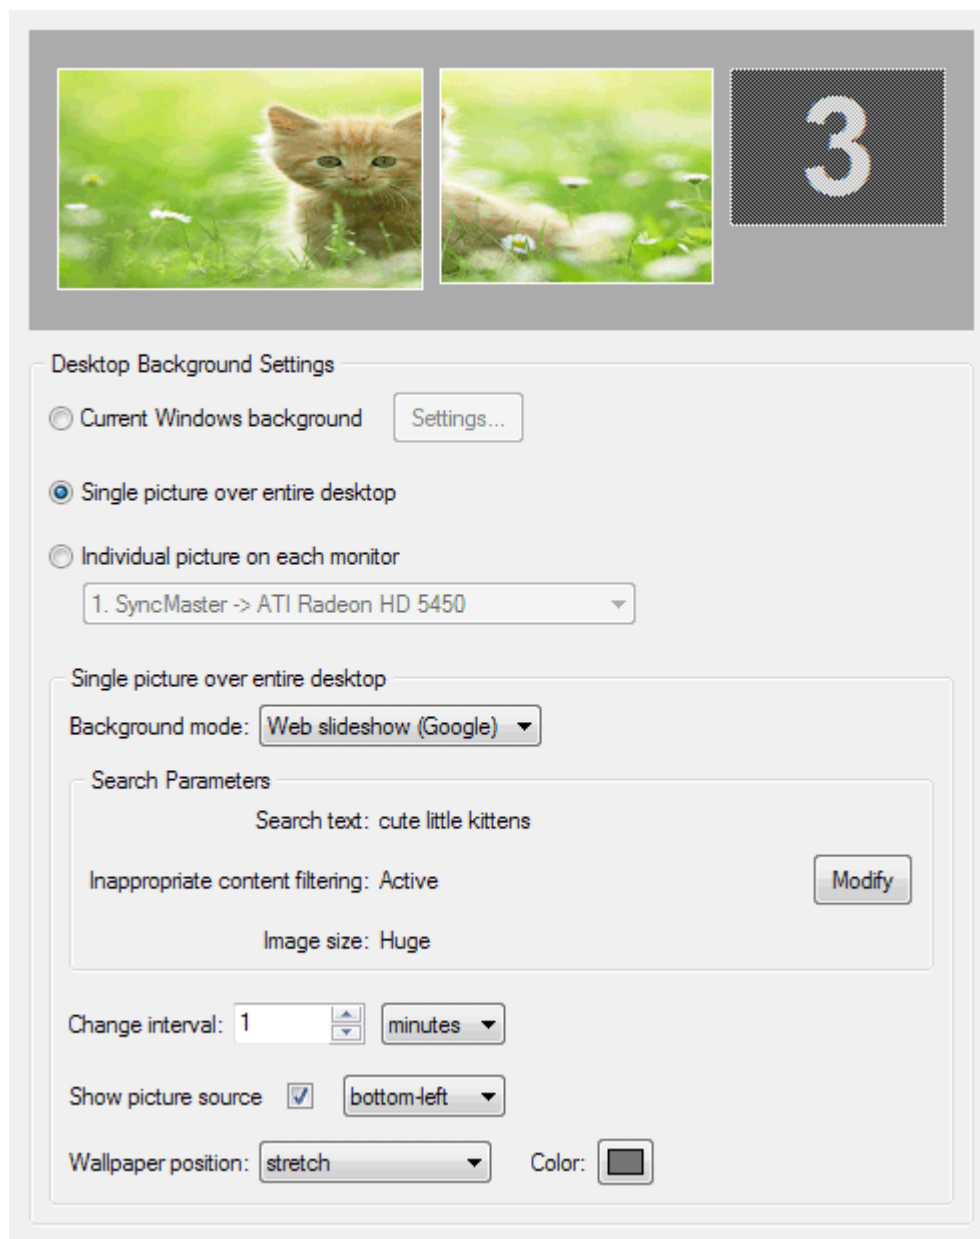 3
Desktop Background Settings
Current Windows background Settings...
Single picture over entire desktop
Individual picture on each monitor
1. SyncMaster -> ATI Radeon HD 5450
Single picture over entire desktop
Background mode: Web slideshow (Google)
Search Parameters
Search text: cute little kittens
Inappropriate content filtering: Active Modify
Image size: Huge
Change interval: 1 minutes
Show picture source bottom-left
Wallpaper position: stretch Color: